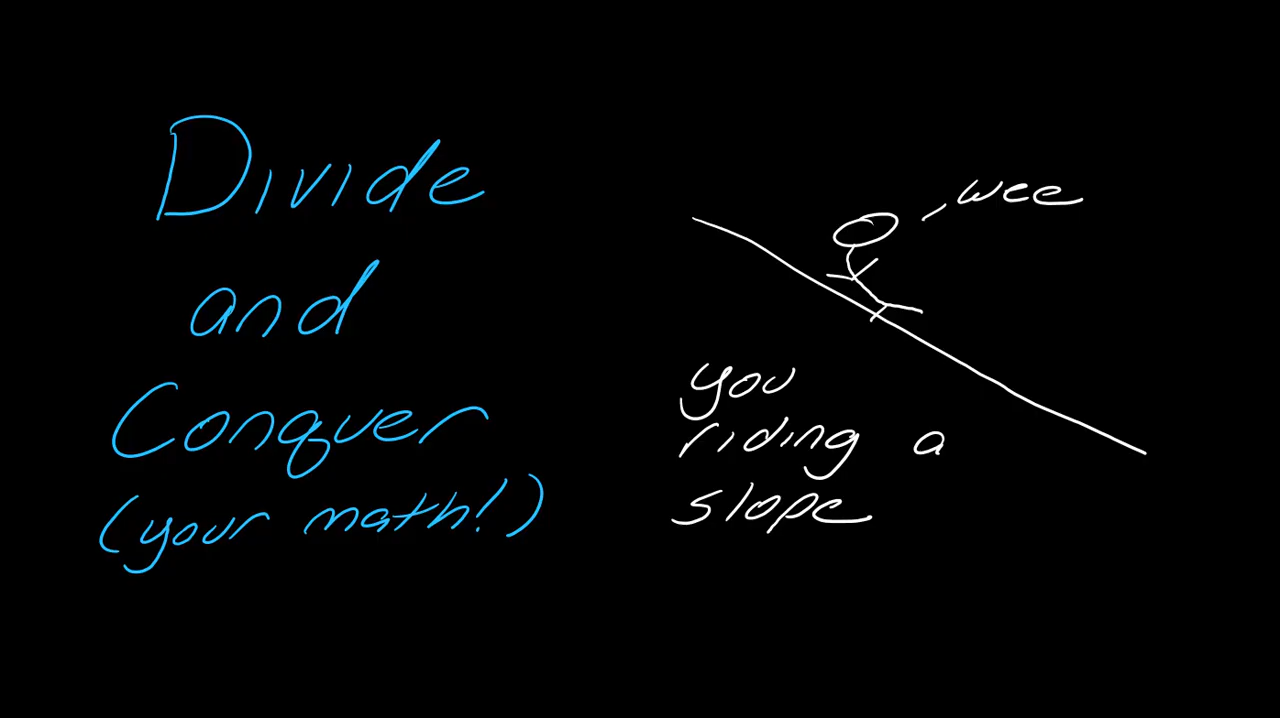 Divide
and
Conquer
(your math!)
wee
you
riding a
slope